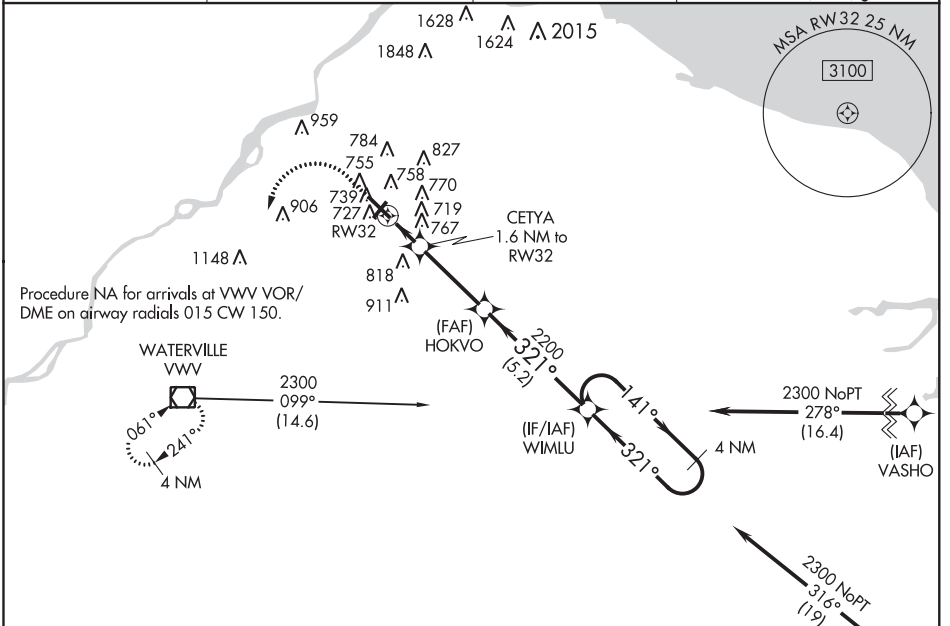 1628
1624
2015
1848
MSA RW32 25 NM
3100
959
784
827
755
758
770
739
719
906
727
767
RW32
CETYA
1.6 NM to
RW32
1148
818
911
Procedure NA for arrivals at VWV VOR/
DME on airway radials 015 CW 150.
(FAF)
HOKVO
2200
321°
(5.2)
WATERVILLE
VWV
2300
099°
(14.6)
061°
241°
4 NM
(IF/IAF)
WIMLU
141°
321°
4 NM
2300 NoPT
278°
(16.4)
(IAF)
VASHO
2300 NoPT
316°
(19)